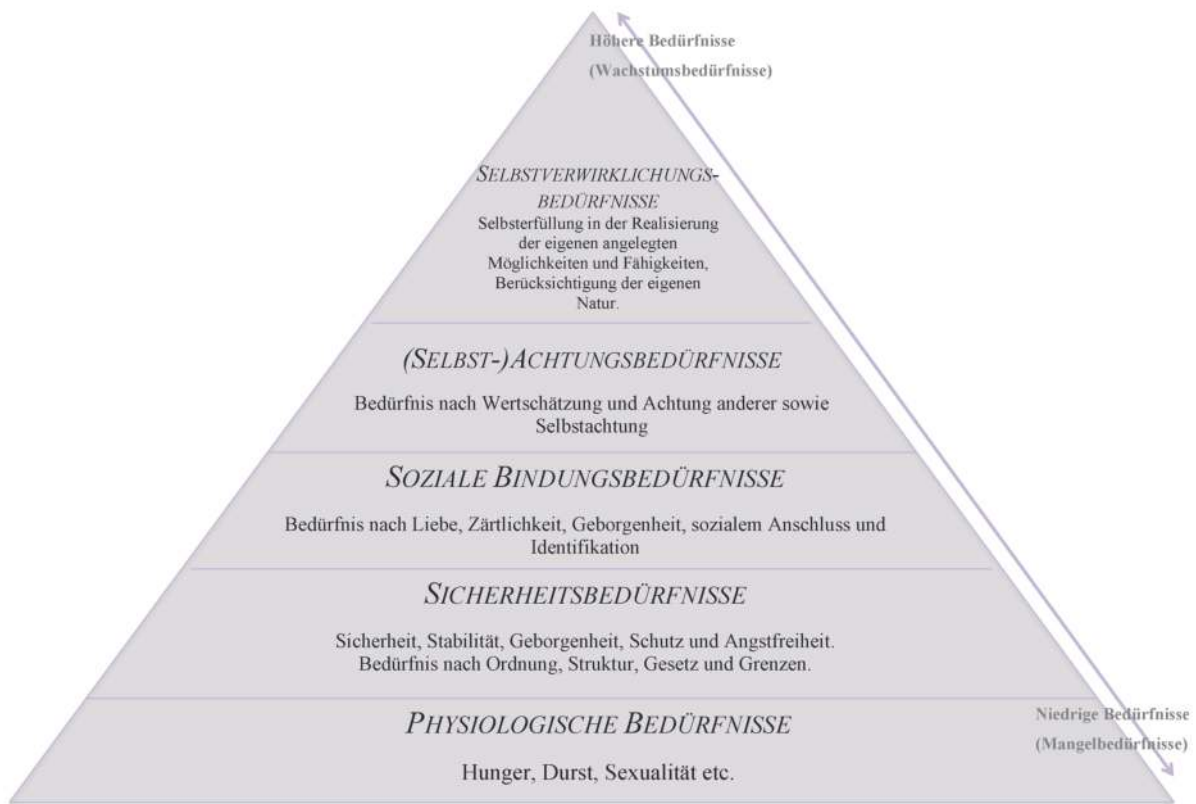 Höhere Bedürfnisse
(Wachstumsbedürfnisse)
SELBSTVERWIRKLICHUNGS-
BEDÜRFNISSE
Selbsterfüllung in der Realisierung
der eigenen angelegten
Möglichkeiten und Fähigkeiten,
Berücksichtigung der eigenen
Natur.
(SELBST-)ACHTUNGSBEDÜRFNISSE
Bedürfnis nach Wertschätzung und Achtung anderer sowie
Selbstachtung
SOZIALE BINDUNGSBEDÜRFNISSE
Bedürfnis nach Liebe, Zärtlichkeit, Geborgenheit, sozialem Anschluss und
Identifikation
SICHERHEITSBEDÜRFNISSE
Sicherheit, Stabilität, Geborgenheit, Schutz und Angstfreiheit.
Bedürfnis nach Ordnung, Struktur, Gesetz und Grenzen.
PHYSIOLOGISCHE BEDÜRFNISSE
Hunger, Durst, Sexualität etc.
Niedrige Bedürfnisse
(Mangelbedürfnisse)